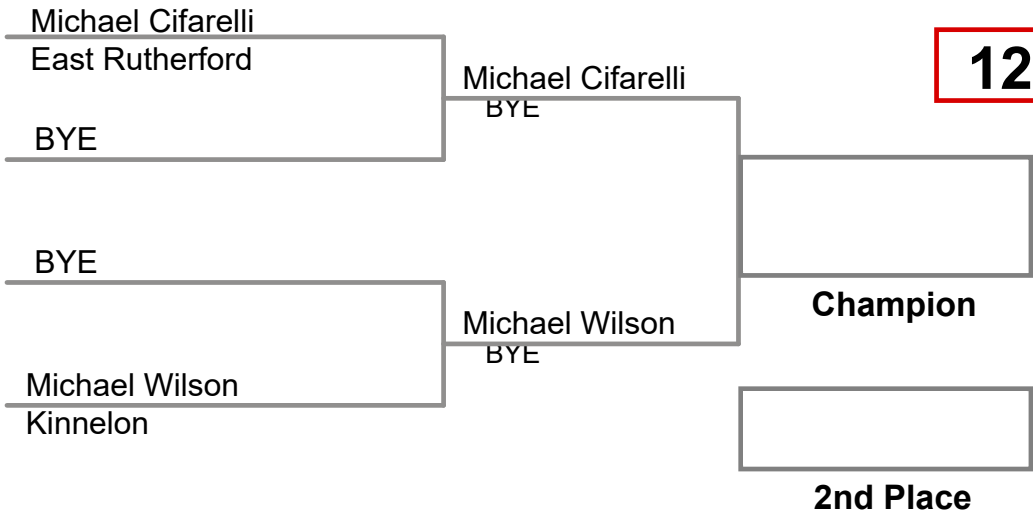 Michael Cifarelli
East Rutherford
Michael Cifarelli
BYE
12
BYE
BYE
Champion
Michael Wilson
BYE
Michael Wilson
Kinnelon
2nd Place